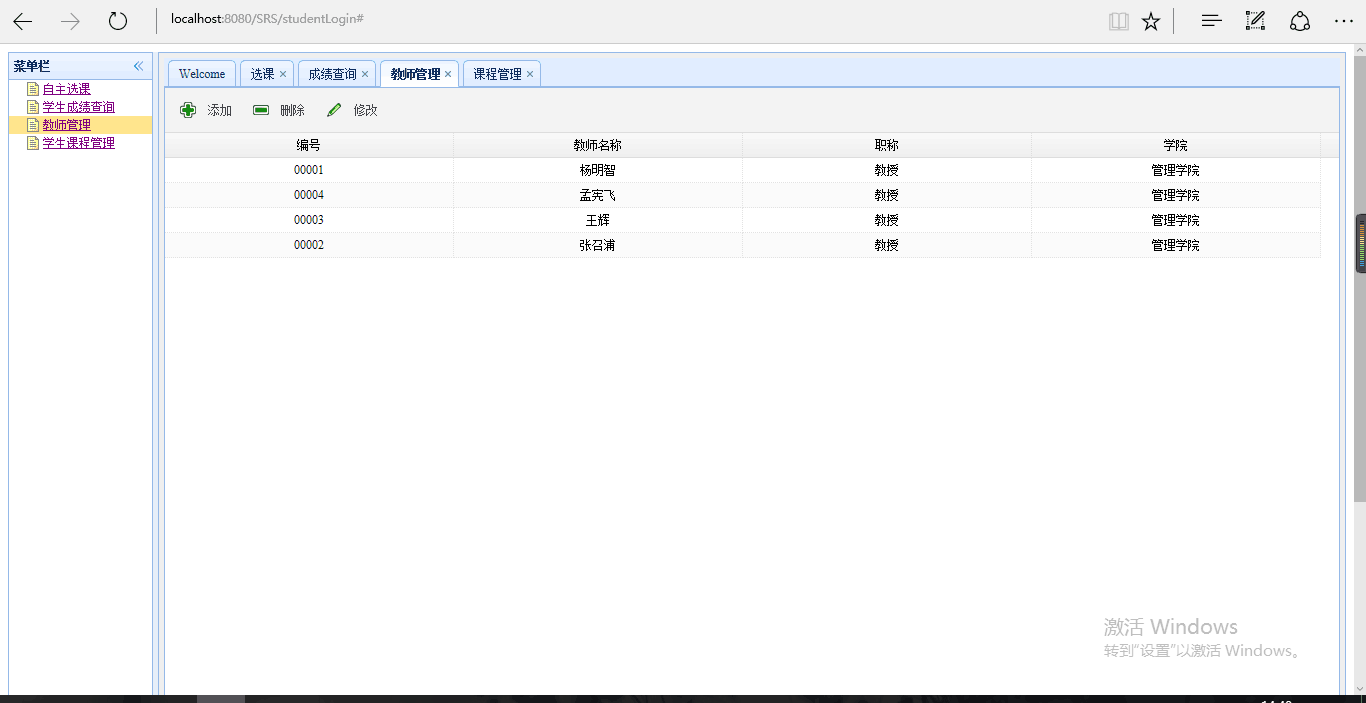 localhost:8080/SRS/studentLogin#
菜单栏
自主选课
学生成绩查询
教师管理
学生课程管理
Welcome 选课 成绩查询 教师管理 课程管理
添加 删除 修改
编号 教师名称 职称 学院
00001 杨明智 教授 管理学院
00004 孟宪飞 教授 管理学院
00003 王辉 教授 管理学院
00002 张召浦 教授 管理学院
激活 Windows
转到"设置"以激活 Windows。